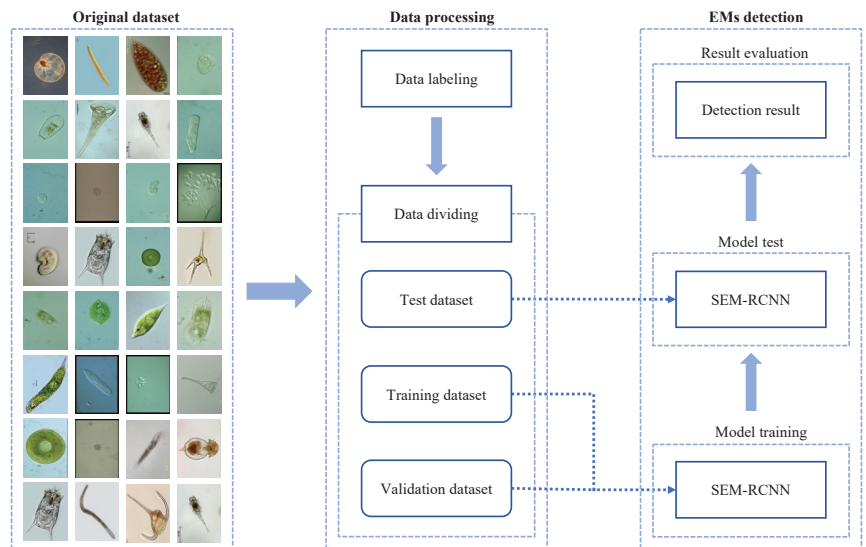 Original dataset
Data processing
Data labeling
Data dividing
Test dataset
Training dataset
Validation dataset
EMs detection
Result evaluation
Detection result
Model test
SEM-RCNN
Model training
SEM-RCNN